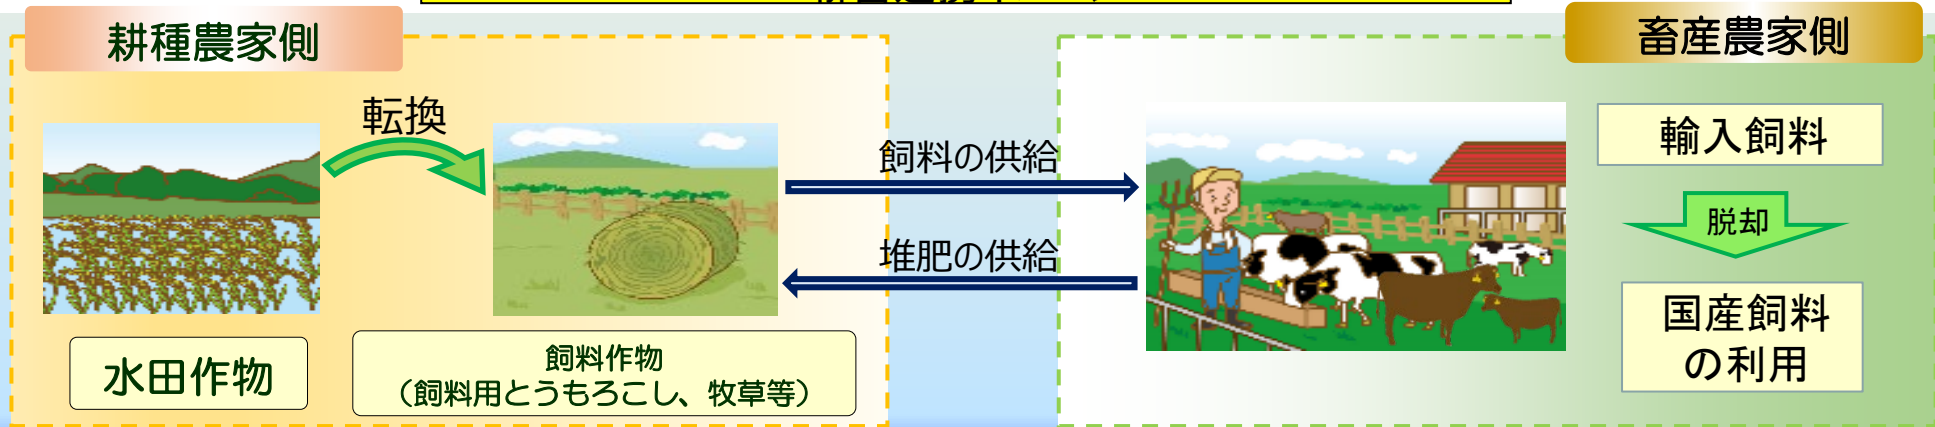 耕種農家側
畜産農家側
転換
水田作物
飼料作物
（飼料用とうもろこし、牧草等）
飼料の供給
堆肥の供給
輸入飼料
脱却
国産飼料
の利用